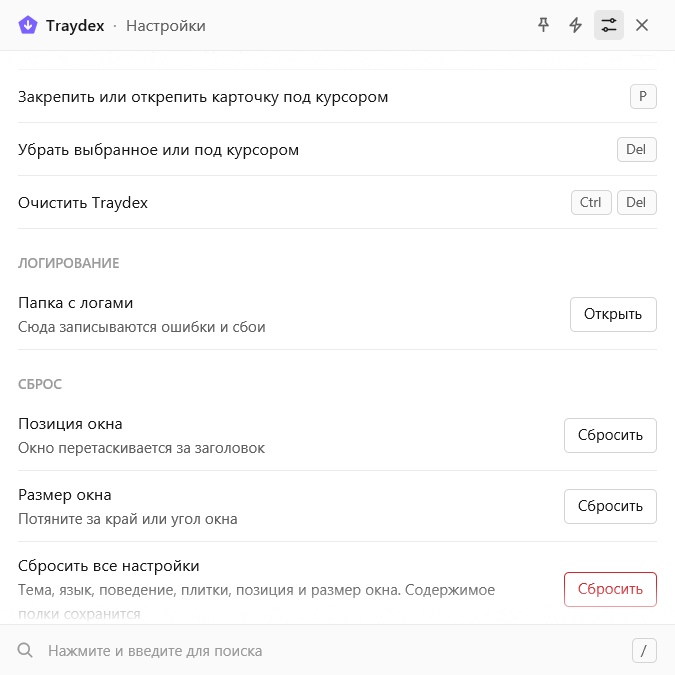 Traydex · Настройки
Закрепить или открепить карточку под курсором P
Убрать выбранное или под курсором Del
Очистить Traydex Ctrl Del
ЛОГИРОВАНИЕ
Папка с логами
Сюда записываются ошибки и сбои
Открыть
СБРОС
Позиция окна
Окно перетаскивается за заголовок
Сбросить
Размер окна
Потяните за край или угол окна
Сбросить
Сбросить все настройки
Тема, язык, поведение, плитки, позиция и размер окна. Содержимое
полки сохранится
Сбросить
Нажмите и введите для поиска /